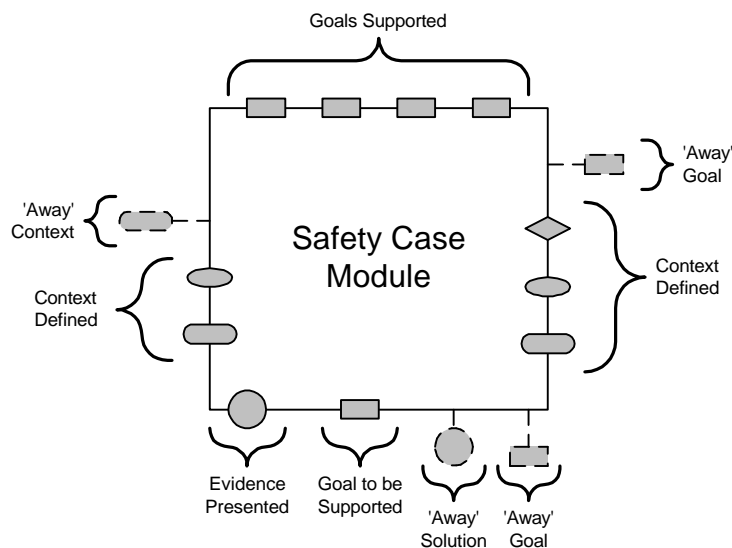 Goals Supported
'Away'
Goal
'Away'
Context
Safety Case
Module
Context
Defined
Context
Defined
Evidence
Presented
Goal to be
Supported
'Away'
Solution
'Away'
Goal